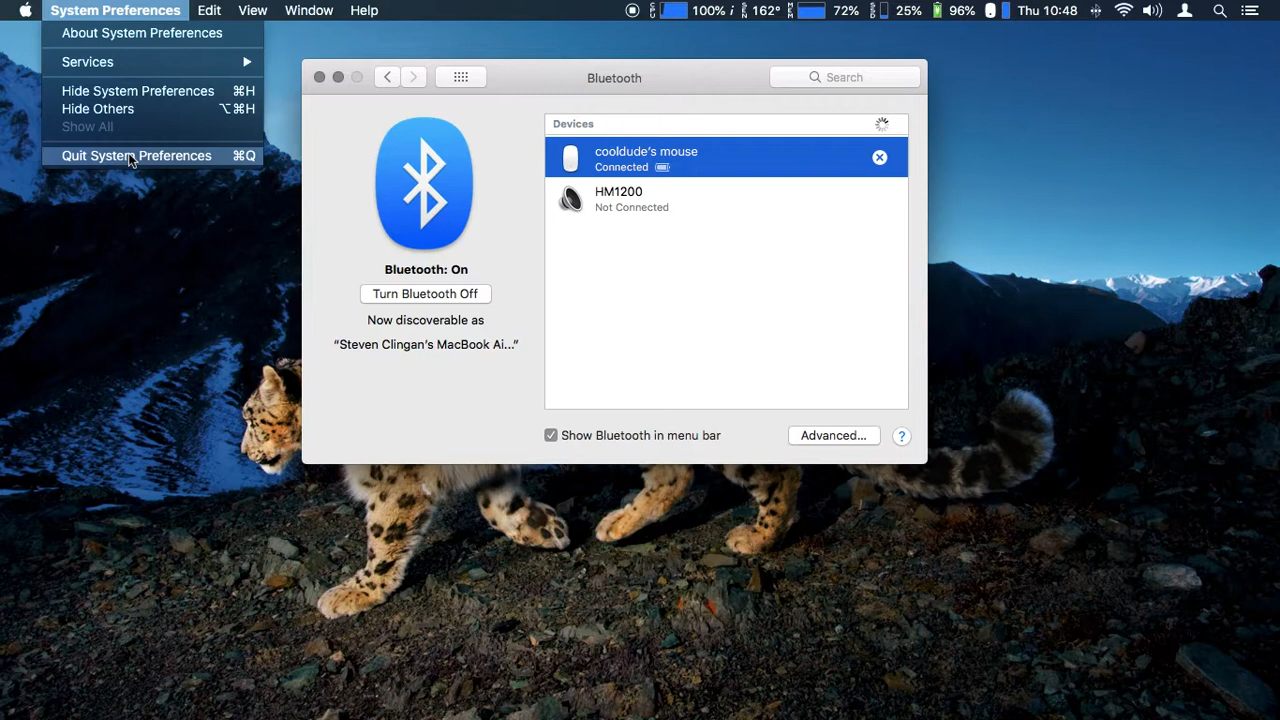 System Preferences Edit View Window Help 100% i 162° 72% 25% 96% Thu 10:48
About System Preferences
Services
Hide System Preferences ⌘H
Hide Others ⌥⌘H
Show All
Quit System Preferences ⌘Q
Bluetooth
Search
Bluetooth: On
Turn Bluetooth Off
Now discoverable as
“Steven Clingan’s MacBook Ai...”
Devices
cooldude’s mouse
Connected
HM1200
Not Connected
Show Bluetooth in menu bar
Advanced...
?